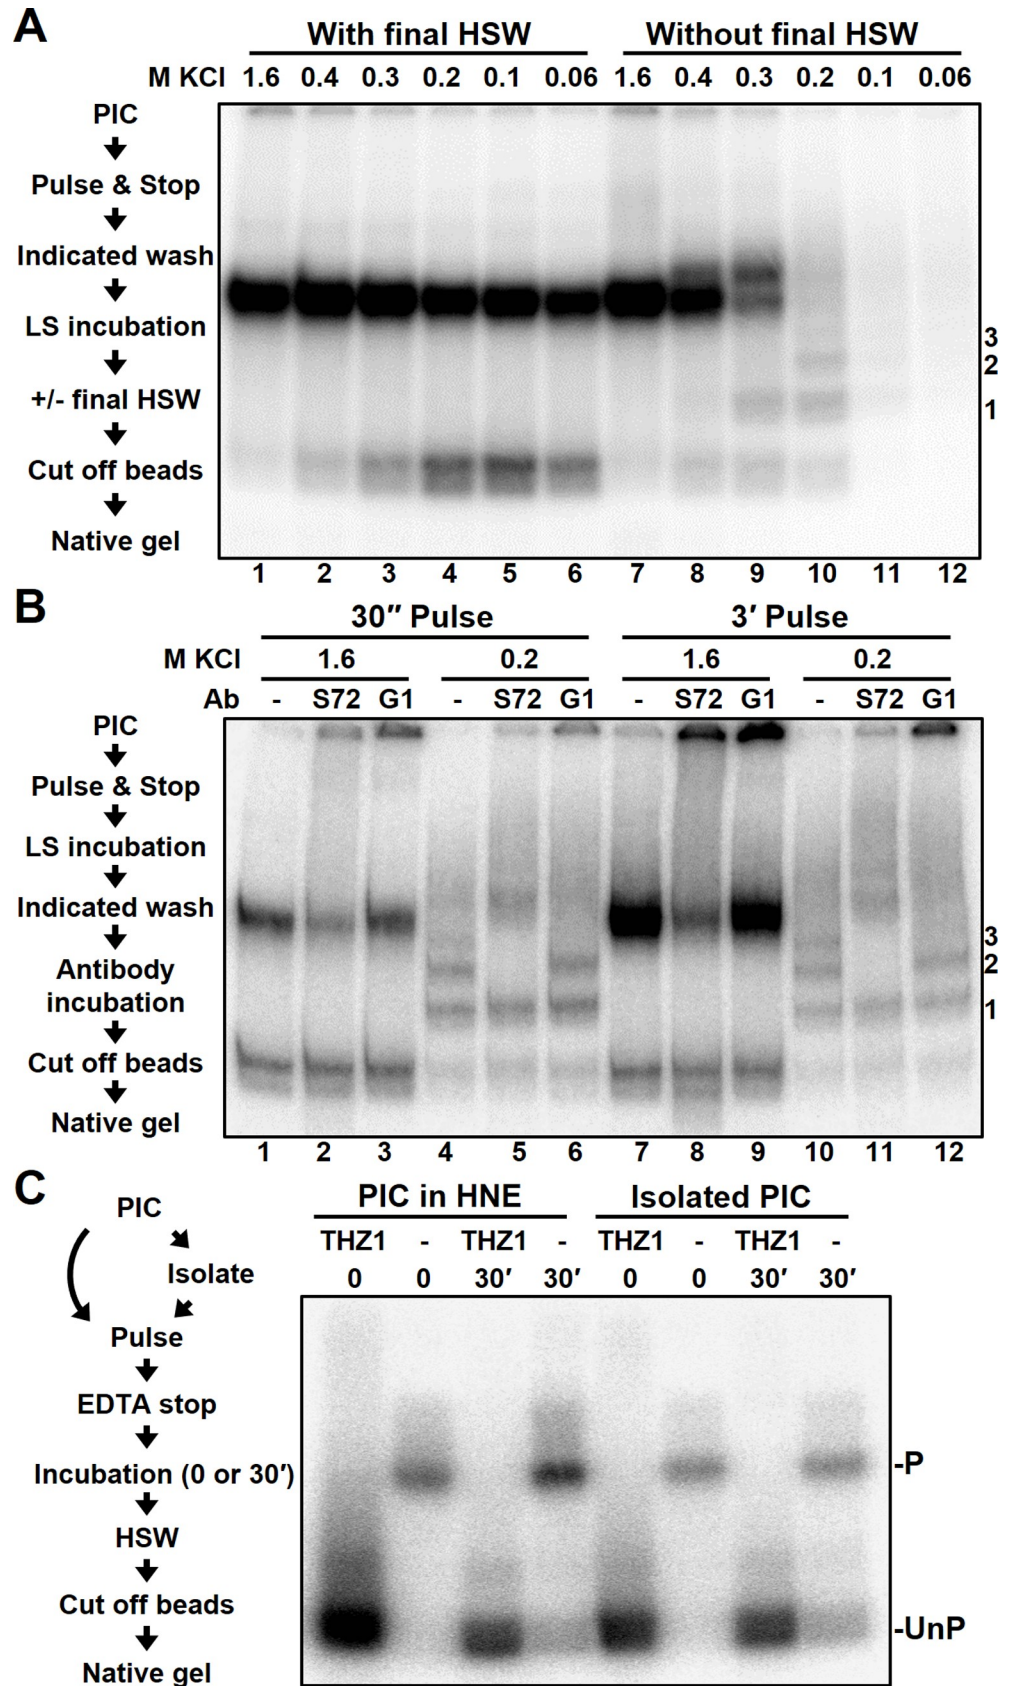 A
With final HSW
Without final HSW
M KCl 1.6 0.4 0.3 0.2 0.1 0.06 1.6 0.4 0.3 0.2 0.1 0.06
PIC
Pulse & Stop
Indicated wash
LS incubation
+/- final HSW
Cut off beads
Native gel
3
2
1
1 2 3 4 5 6 7 8 9 10 11 12
B
30″ Pulse
3′ Pulse
M KCl 1.6 0.2 1.6 0.2
Ab - S72 G1 - S72 G1 - S72 G1 - S72 G1
PIC
Pulse & Stop
LS incubation
Indicated wash
Antibody
incubation
Cut off beads
Native gel
3
2
1
1 2 3 4 5 6 7 8 9 10 11 12
C
PIC in HNE
Isolated PIC
THZ1 - THZ1 - THZ1 - THZ1 -
0 0 30′ 30′ 0 0 30′ 30′
PIC
Isolate
Pulse
EDTA stop
Incubation (0 or 30′)
HSW
Cut off beads
Native gel
-P
-UnP